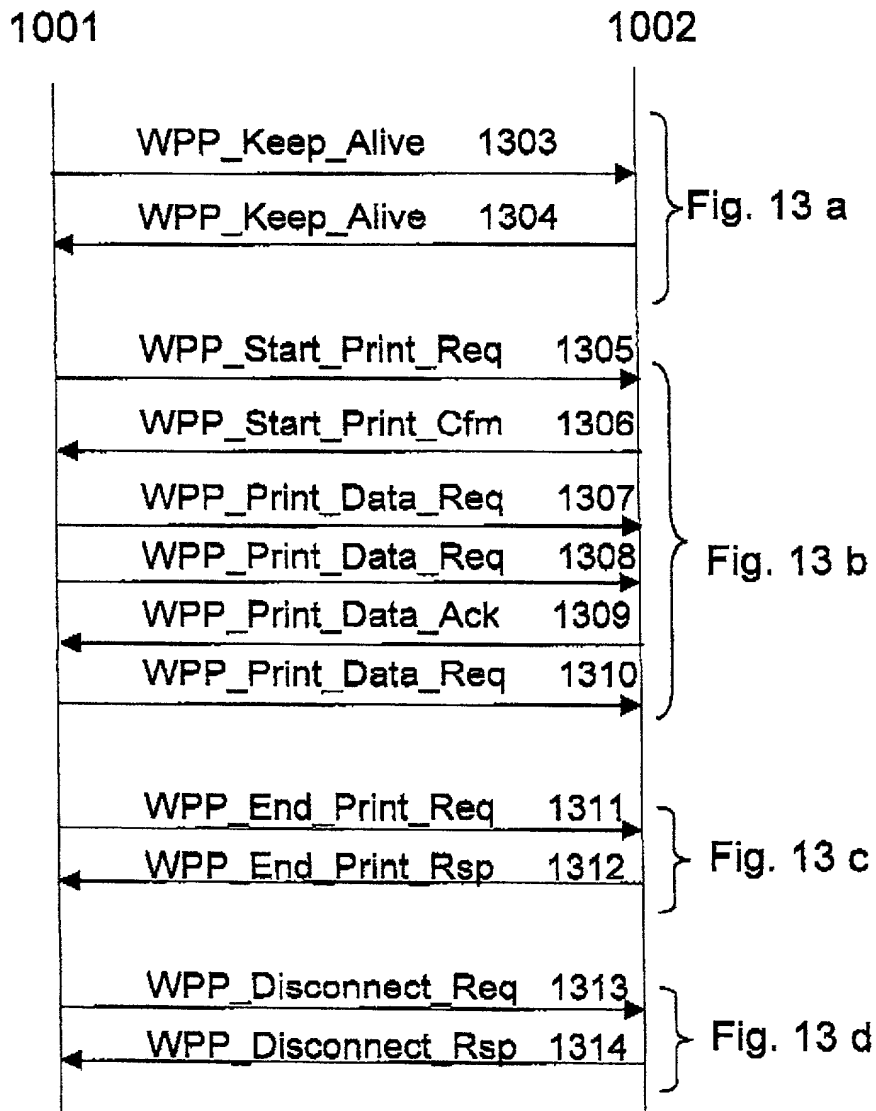 1001 1002
WPP_Keep_Alive 1303
WPP_Keep_Alive 1304
Fig. 13 a
WPP_Start_Print_Req 1305
WPP_Start_Print_Cfm 1306
WPP_Print_Data_Req 1307
WPP_Print_Data_Req 1308
Fig. 13 b
WPP_Print_Data_Ack 1309
WPP_Print_Data_Req 1310
WPP_End_Print_Req 1311
WPP_End_Print_Rsp 1312
Fig. 13 c
WPP_Disconnect_Req 1313
WPP_Disconnect_Rsp 1314
Fig. 13 d